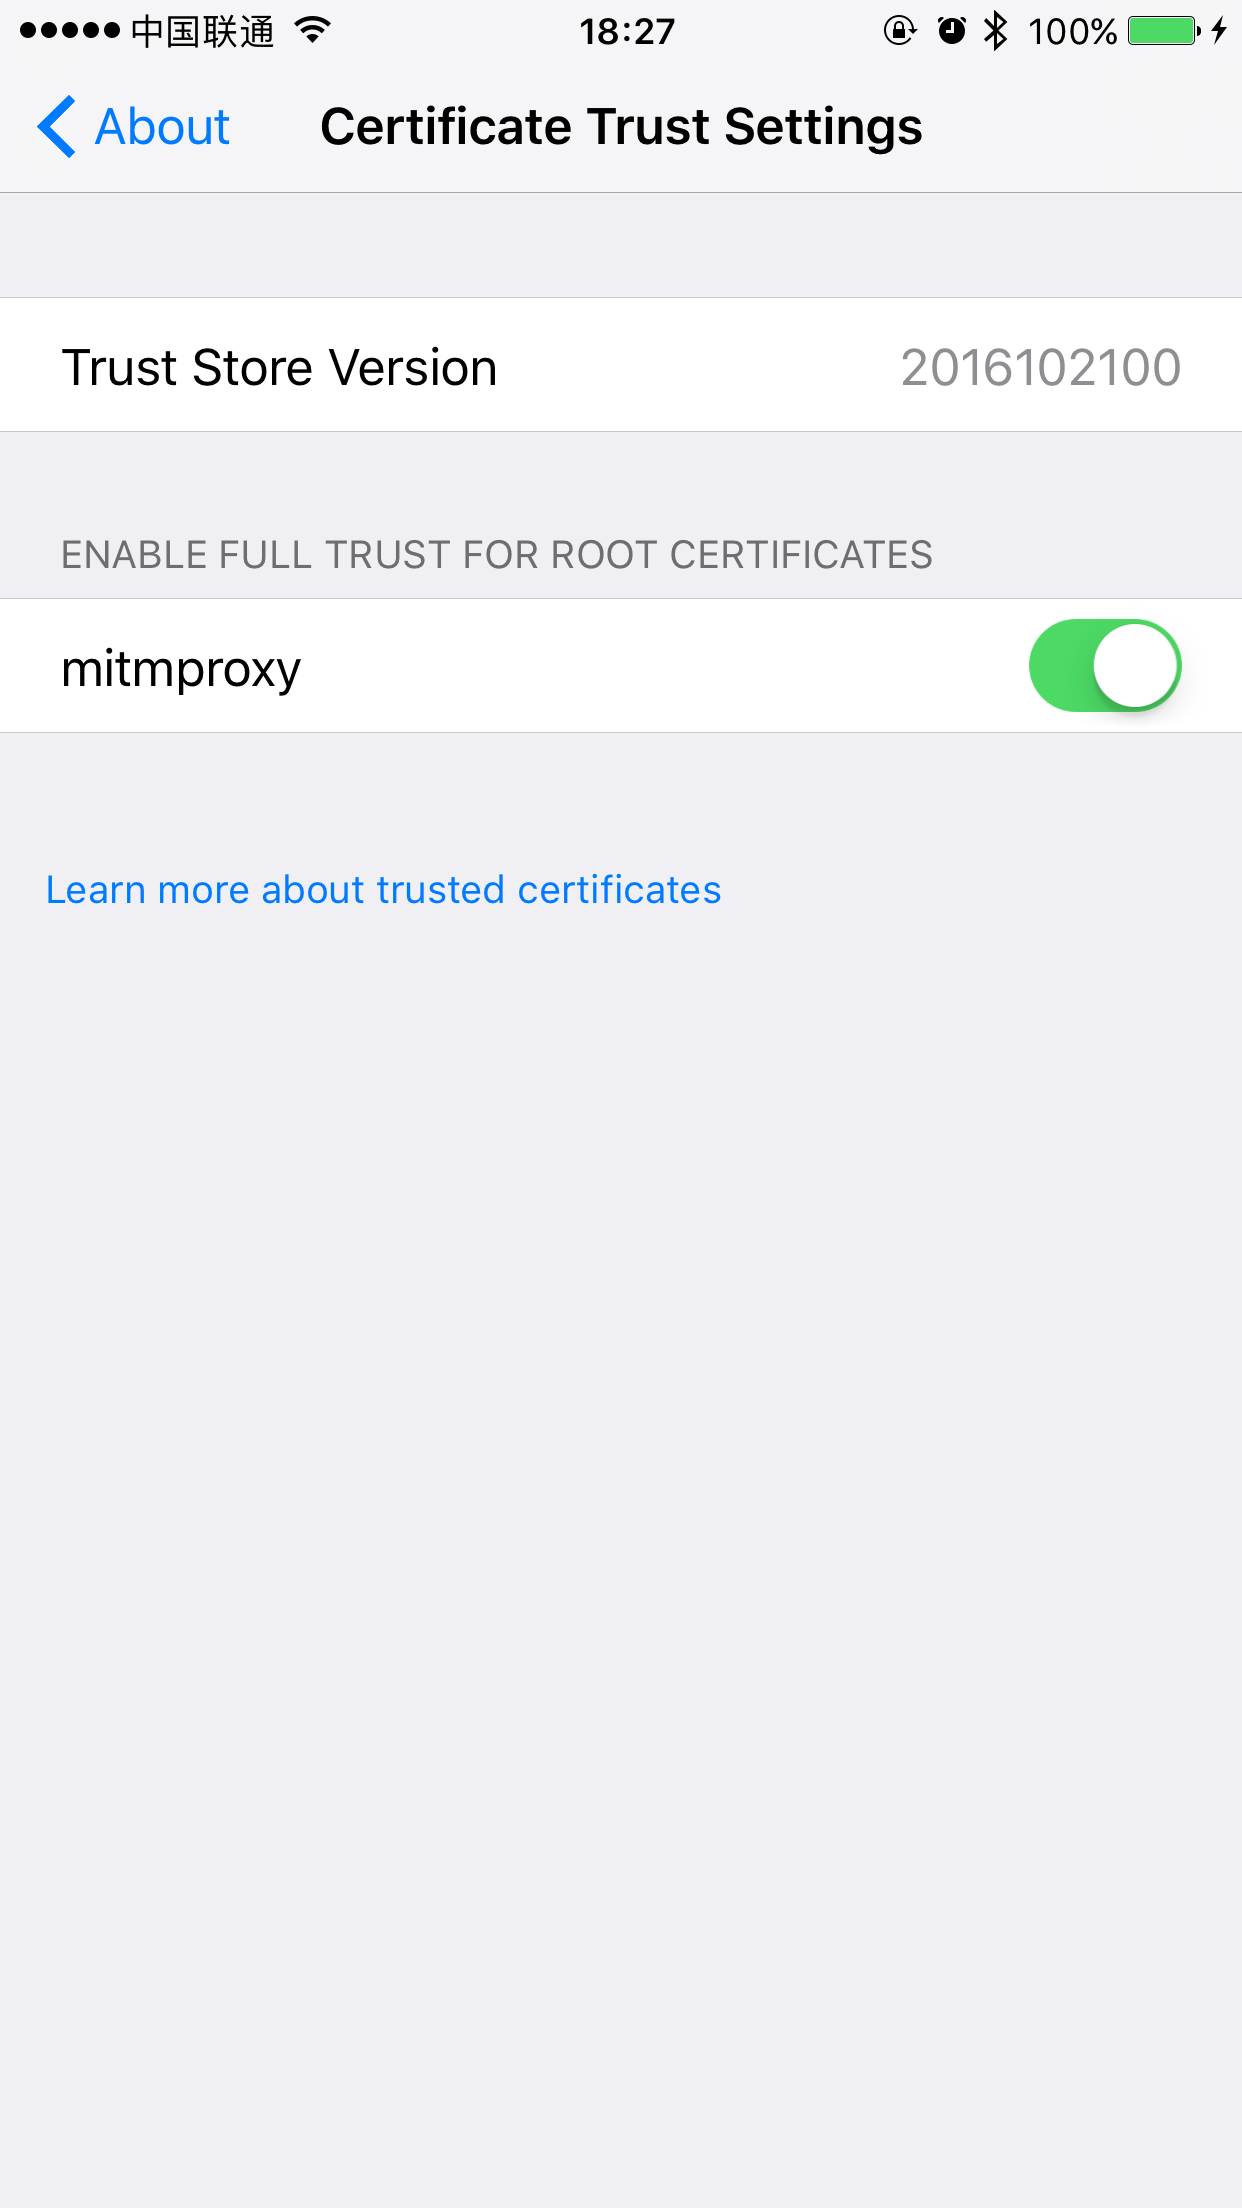 中国联通 18:27 100%
About Certificate Trust Settings
Trust Store Version 2016102100
ENABLE FULL TRUST FOR ROOT CERTIFICATES
mitmproxy
Learn more about trusted certificates